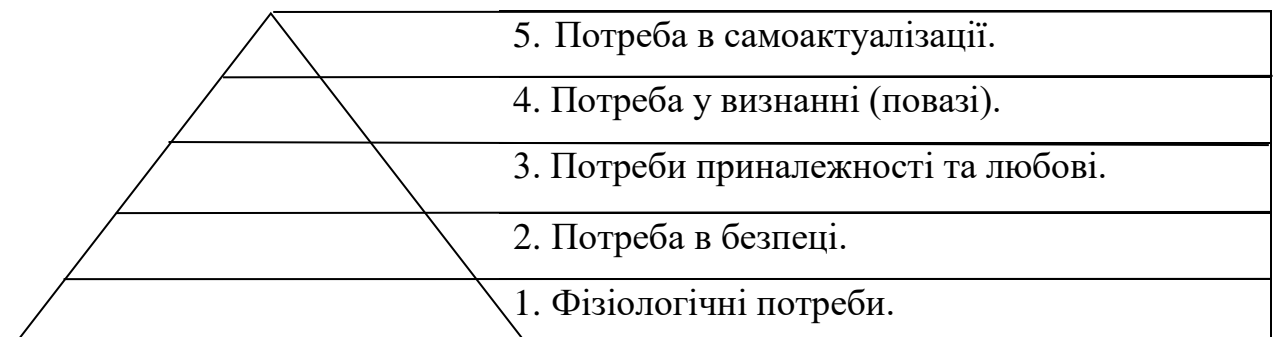 5. Потреба в самоактуалізації.
4. Потреба у визнанні (повазі).
3. Потреби приналежності та любові.
2. Потреба в безпеці.
1. Фізіологічні потреби.